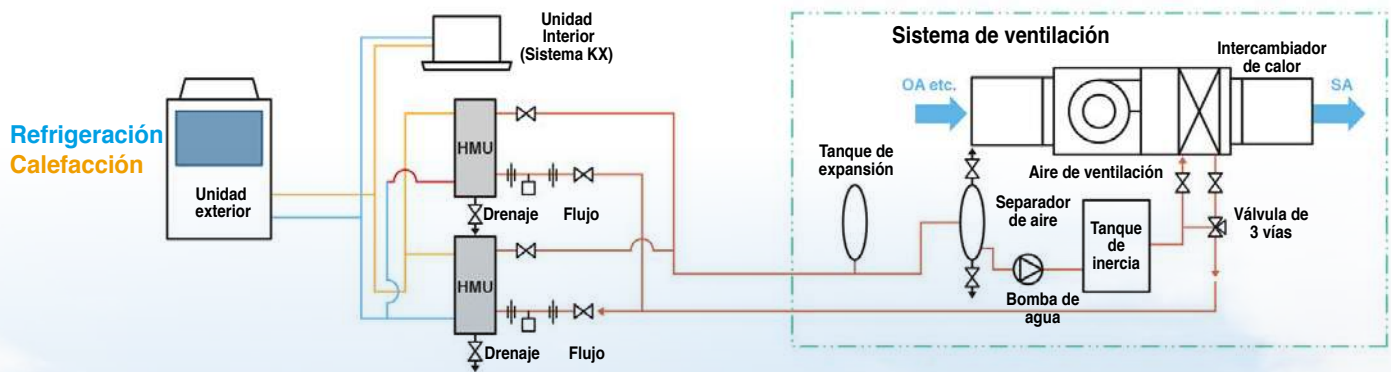 Unidad
Interior
(Sistema KX)
Sistema de ventilación
Intercambiador
de calor
OA etc.
SA
Refrigeración
Calefacción
HMU
Unidad
exterior
Drenaje
Flujo
Tanque de
expansión
Aire de ventilación
Separador
de aire
Tanque
de
inercia
Válvula de
3 vías
HMU
Bomba de
agua
Drenaje
Flujo